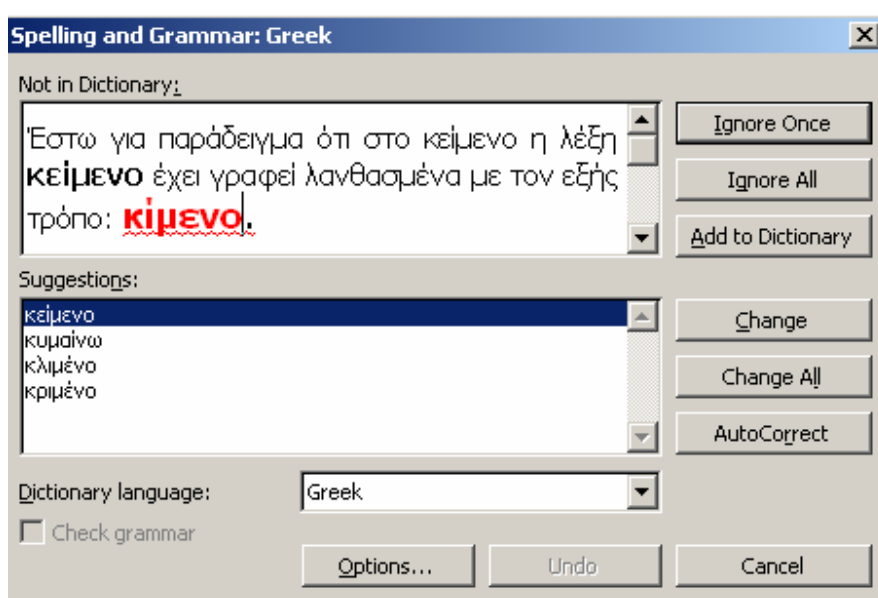 Spelling and Grammar: Greek
Not in Dictionary:
Έστω για παράδειγμα ότι στο κείμενο η λέξη
κείμενο έχει γραφεί λανθασμένα με τον εξής
τρόπο: κίμενο.
Ignore Once
Ignore All
Add to Dictionary
Suggestions:
κείμενο
κυμαίνω
κλιμένο
κριμένο
Change
Change All
AutoCorrect
Dictionary language:
Greek
Check grammar
Options...
Undo
Cancel